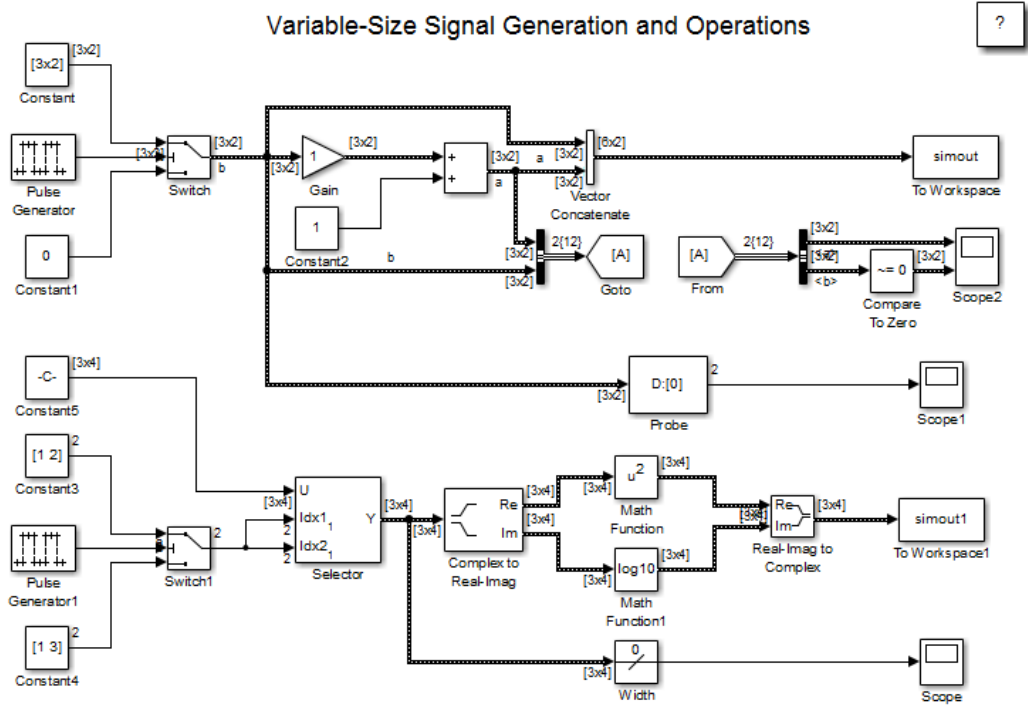 Variable-Size Signal Generation and Operations
?
[3x2]
[3x2]
Constant
Pulse
Generator
[3x2]
[3x2]
b
Switch
0
Constant1
[3x2]
1
[3x2]
Gain
1
Constant2
+
+
[3x2]
a
a
[3x2]
[3x2]
[6x2]
Vector
Concatenate
simout
To Workspace
b
[3x2]
[3x2]
2{12}
[A]
Goto
[A]
From
2{12}
[3x2]
<b>
~= 0
[3x2]
Compare
To Zero
Scope2
[3x2]
D:[0]
2
Probe
Scope1
-C-
[3x4]
Constant5
[1 2]
2
Constant3
Pulse
Generator1
2
Switch1
[1 3]
2
Constant4
[3x4]
2
2
U
Idx1
1
Idx2
1
Y
Selector
[3x4]
[3x4]
Re
Im
Complex to
Real-Imag
[3x4]
[3x4]
[3x4]
u2
[3x4]
Math
Function
[3x4]
log10
[3x4]
Math
Function1
[3x4]
Re
Im
Real-Imag to
Complex
[3x4]
simout1
To Workspace1
[3x4]
0
Width
Scope